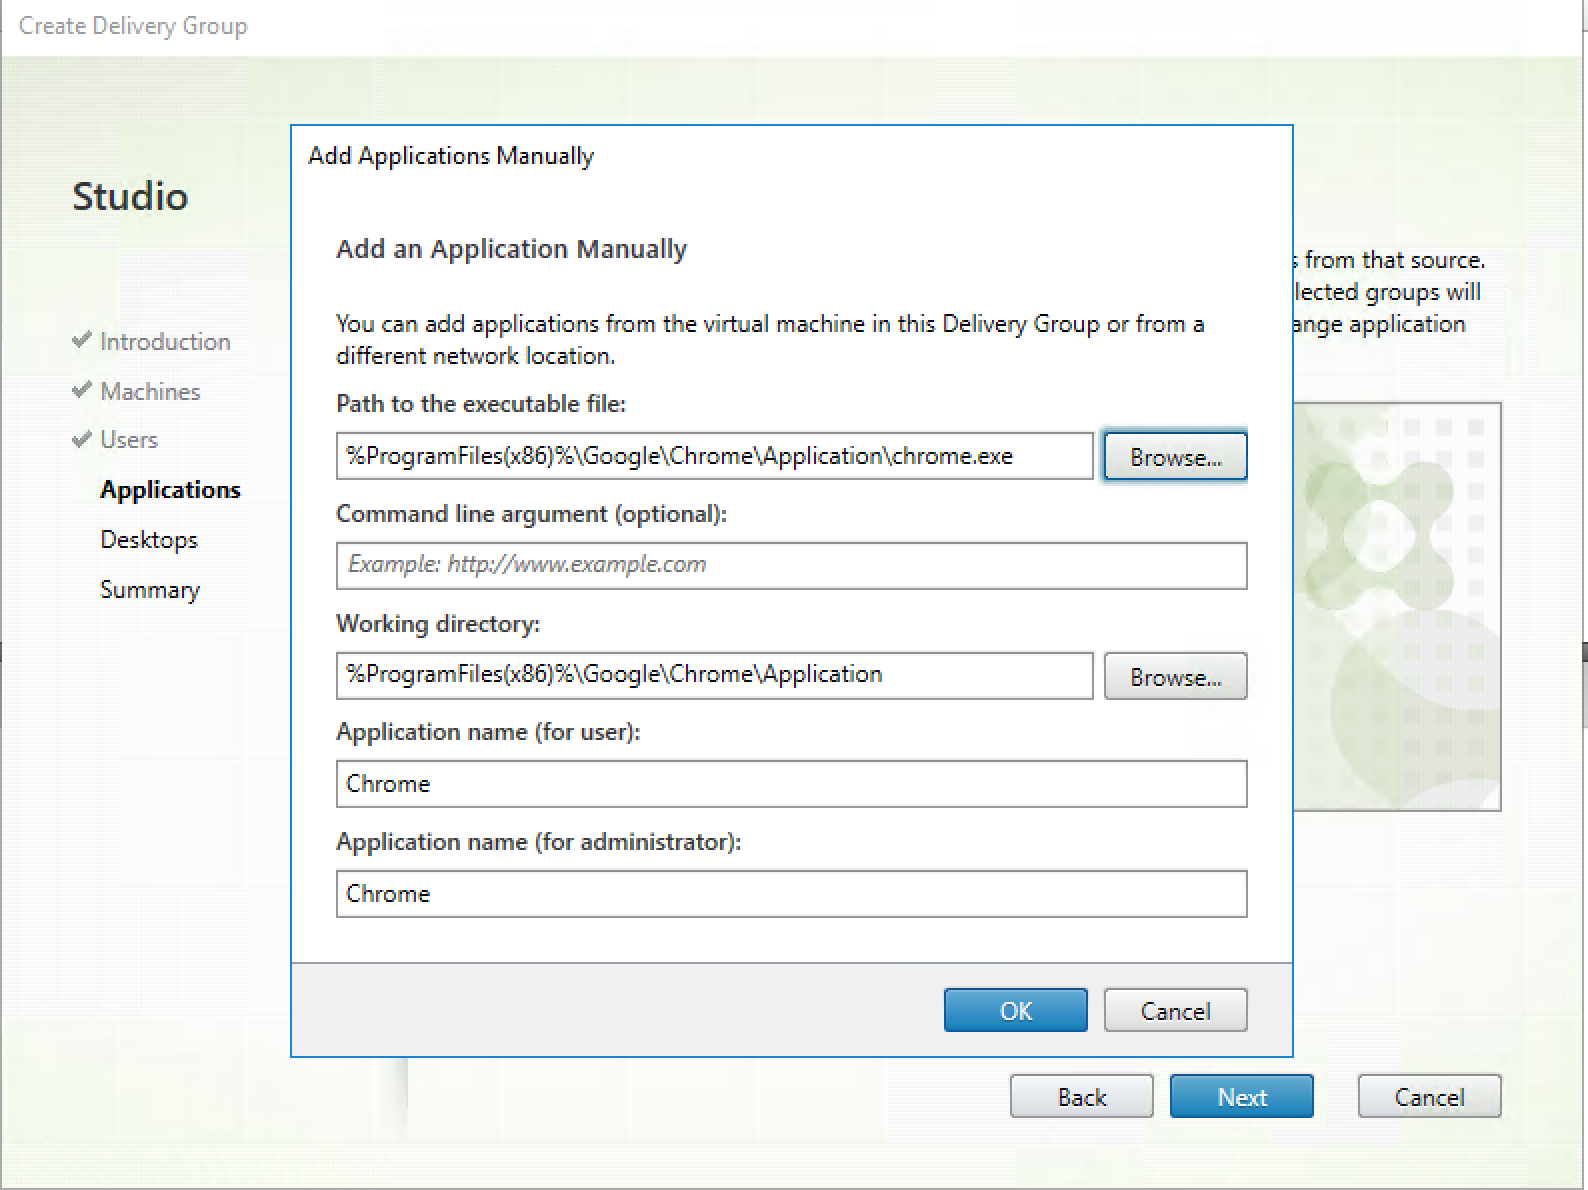 Create Delivery Group
Studio
Introduction
Machines
Users
Applications
Desktops
Summary
Add Applications Manually
Add an Application Manually
You can add applications from the virtual machine in this Delivery Group or from a
different network location.
Path to the executable file:
%ProgramFiles(x86)%\Google\Chrome\Application\chrome.exe
Browse...
Command line argument (optional):
Example: http://www.example.com
Working directory:
%ProgramFiles(x86)%\Google\Chrome\Application
Browse...
Application name (for user):
Chrome
Application name (for administrator):
Chrome
OK
Cancel
from that source.
groups will
application
Back
Next
Cancel